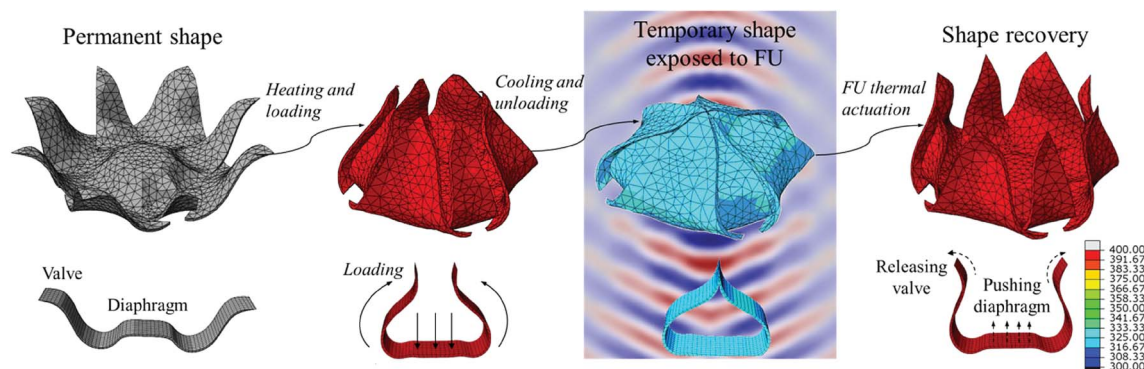 Permanent shape
Heating and
loading
Cooling and
unloading
Temporary shape
exposed to FU
FU thermal
actuation
Shape recovery
Valve
Diaphragm
Loading
Releasing
valve
Pushing
diaphragm
400.00
391.67
383.33
375.00
366.67
358.33
350.00
341.67
333.33
325.00
316.67
308.33
300.00